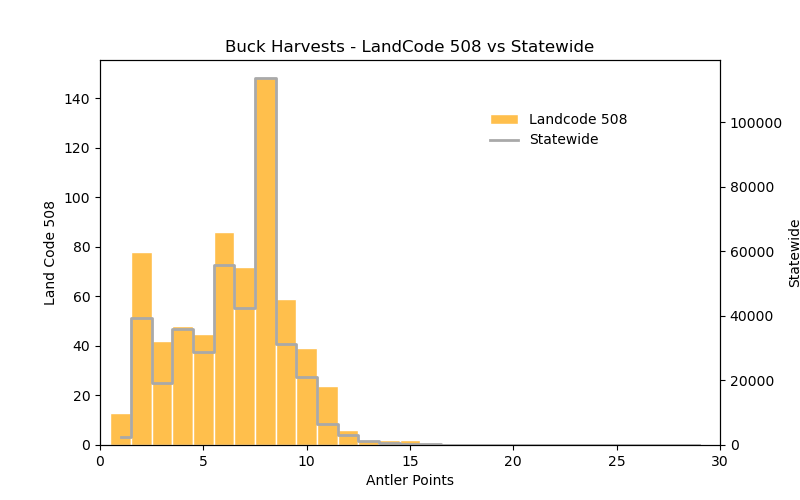 Buck Harvests - LandCode 508 vs Statewide
Landcode 508
Statewide
Land Code 508
140
120
100
80
60
40
20
0
100000
80000
60000
40000
20000
0
Statewide
0 5 10 15 20 25 30
Antler Points